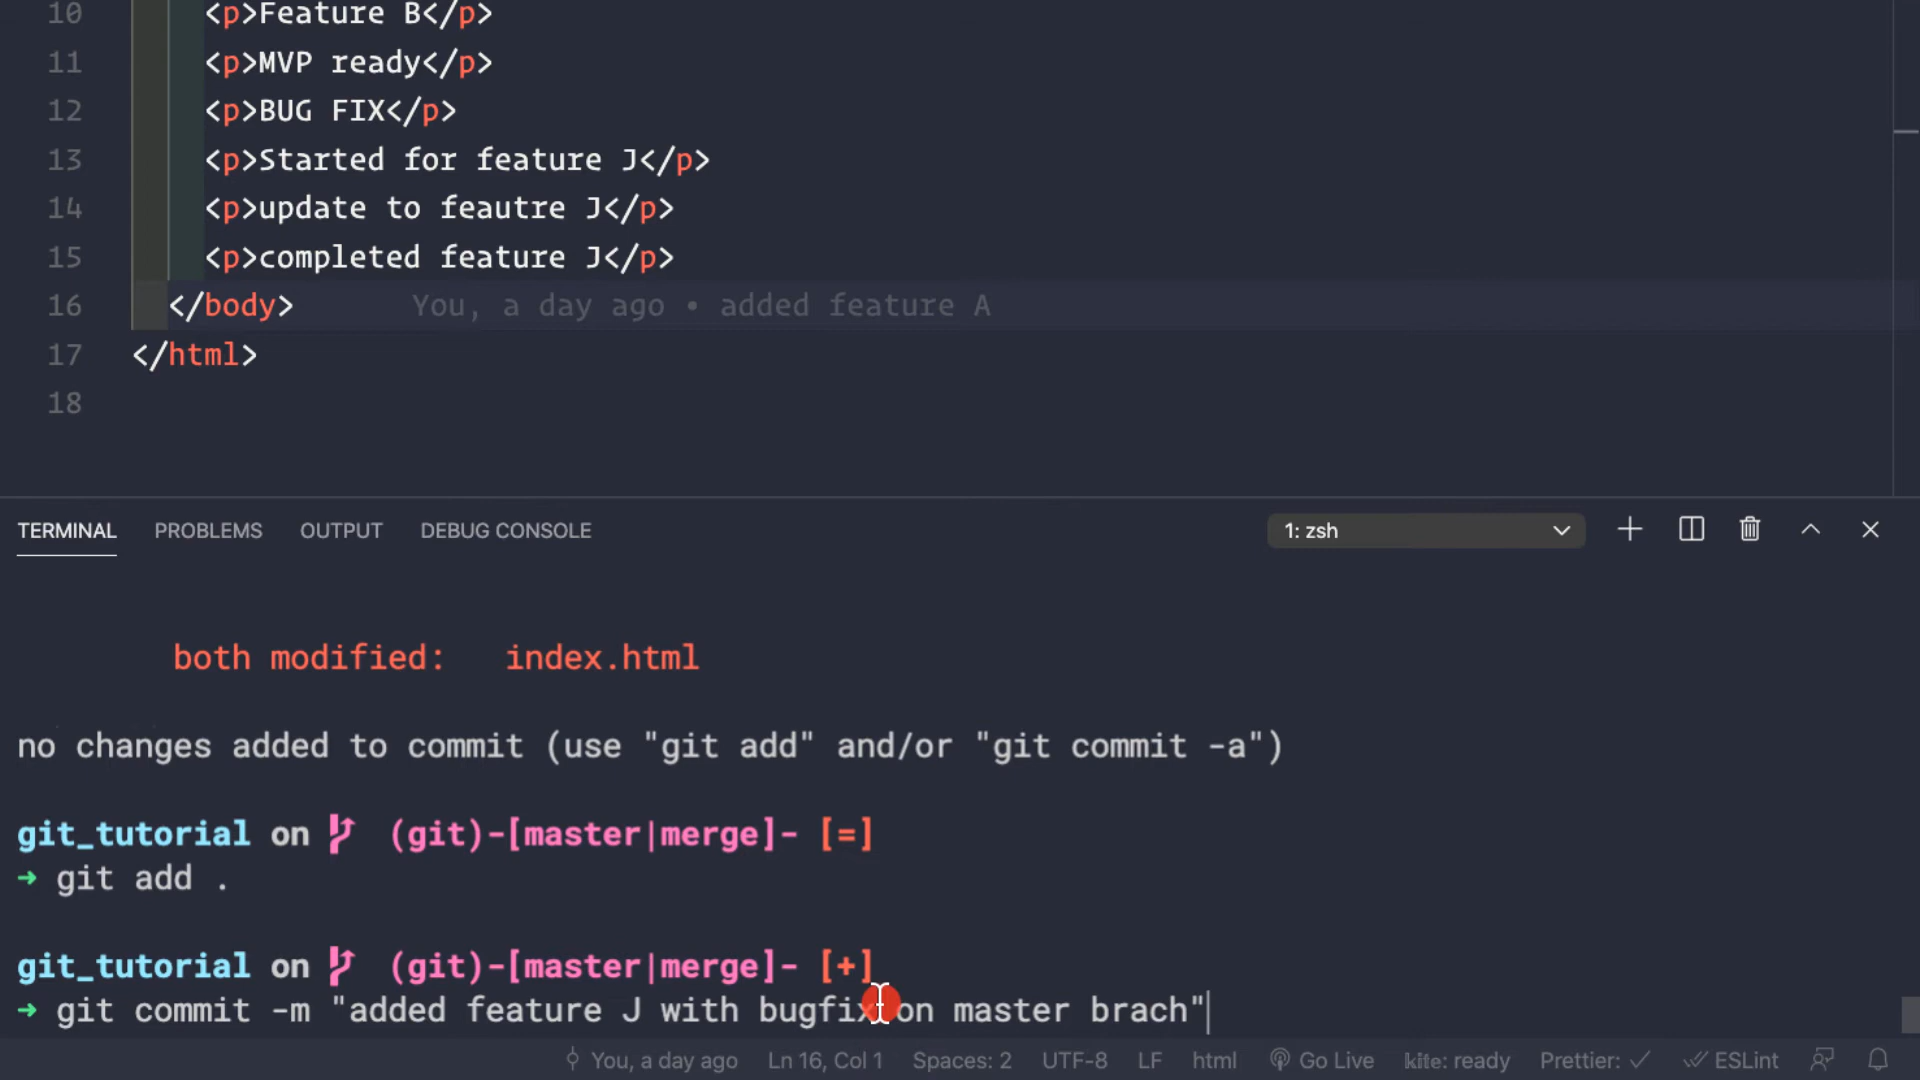 10 <p>Feature B</p>
11 <p>MVP ready</p>
12 <p>BUG FIX</p>
13 <p>Started for feature J</p>
14 <p>update to feautre J</p>
15 <p>completed feature J</p>
16 </body> You, a day ago • added feature A
17 </html>
18
TERMINAL PROBLEMS OUTPUT DEBUG CONSOLE 1: zsh
both modified: index.html
no changes added to commit (use "git add" and/or "git commit -a")
git_tutorial on (git)-[master|merge]- [=]
➜ git add .
git_tutorial on (git)-[master|merge]- [+]
➜ git commit -m "added feature J with bugfix on master brach"
You, a day ago Ln 16, Col 1 Spaces: 2 UTF-8 LF html Go Live kite: ready Prettier: ✓ ESLint